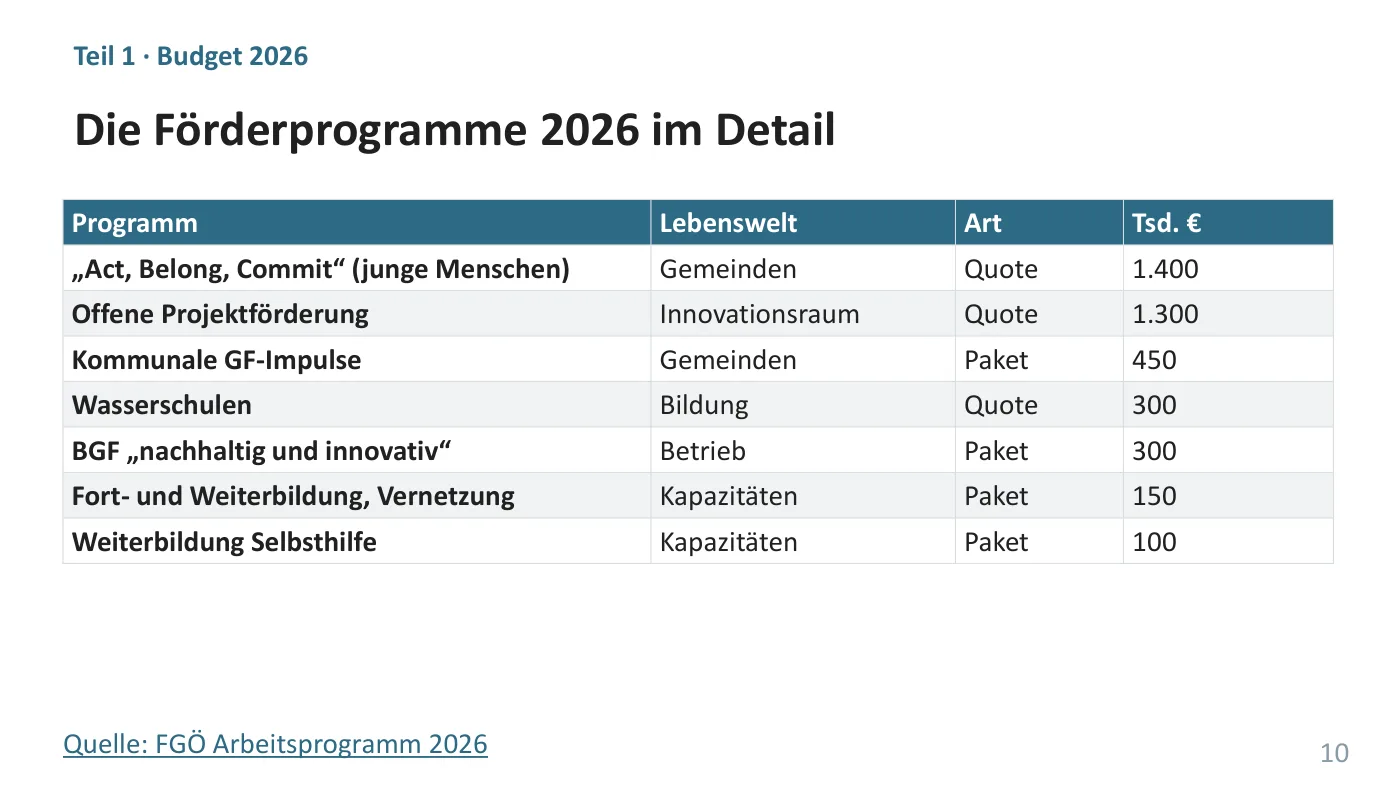 Teil 1 · Budget 2026
Die Förderprogramme 2026 im Detail
Programm Lebenswelt Art Tsd. €
„Act, Belong, Commit“ (junge Menschen) Gemeinden Quote 1.400
Offene Projektförderung Innovationsraum Quote 1.300
Kommunale GF-Impulse Gemeinden Paket 450
Wasserschulen Bildung Quote 300
BGF „nachhaltig und innovativ“ Betrieb Paket 300
Fort- und Weiterbildung, Vernetzung Kapazitäten Paket 150
Weiterbildung Selbsthilfe Kapazitäten Paket 100
Quelle: FGÖ Arbeitsprogramm 2026
10